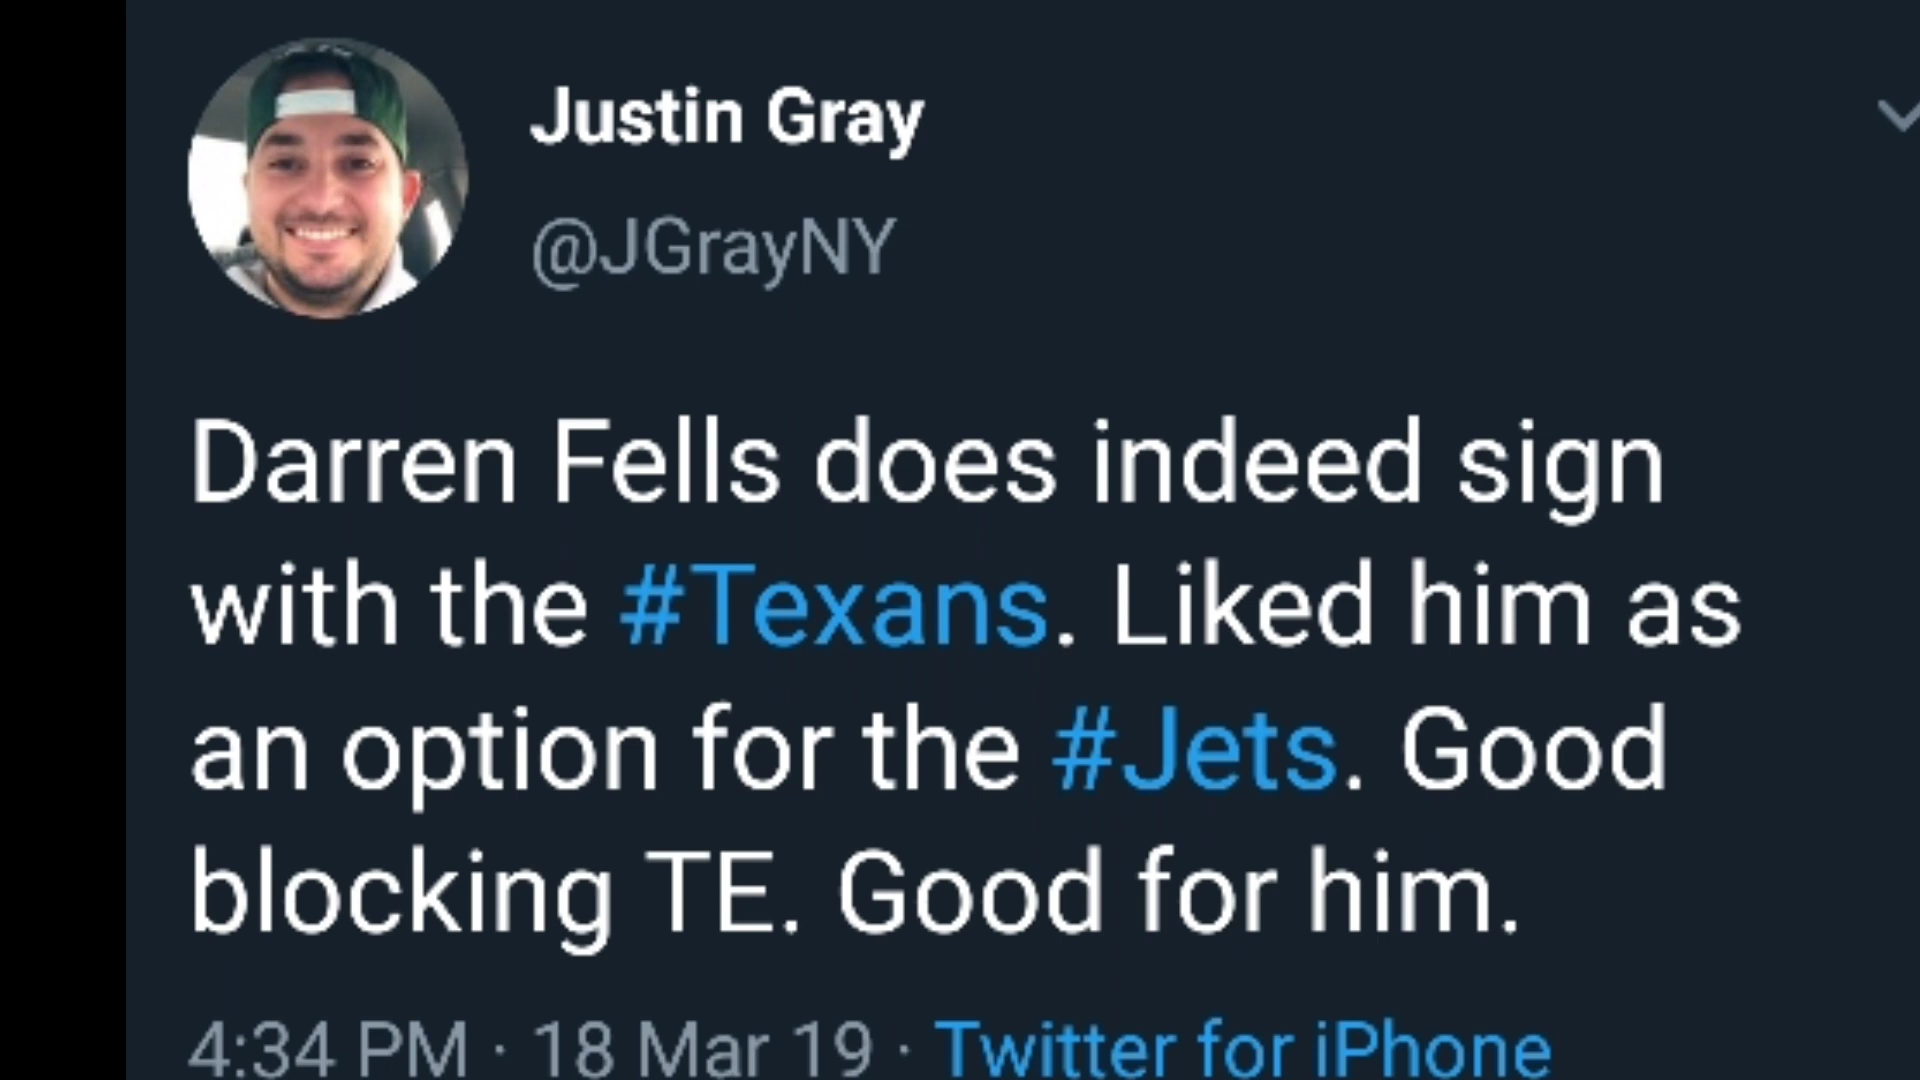 Justin Gray
@JGrayNY
Darren Fells does indeed sign
with the #Texans. Liked him as
an option for the #Jets. Good
blocking TE. Good for him.
4:34 PM · 18 Mar 19 · Twitter for iPhone